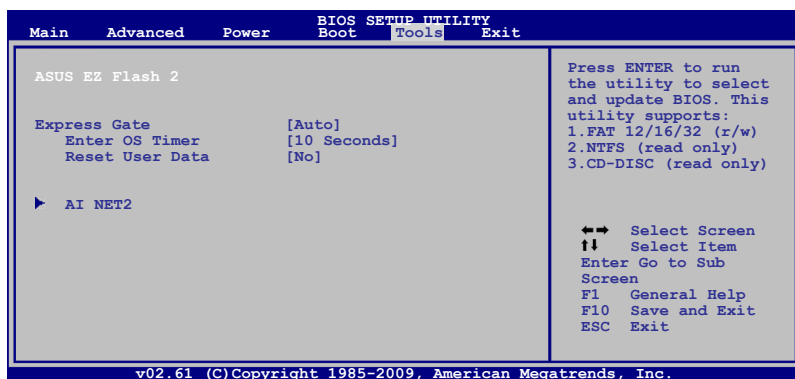 BIOS SETUP UTILITY
Main Advanced Power Boot Tools Exit
ASUS EZ Flash 2
Express Gate [Auto]
Enter OS Timer [10 Seconds]
Reset User Data [No]
AI NET2
Press ENTER to run
the utility to select
and update BIOS. This
utility supports:
1.FAT 12/16/32 (r/w)
2.NTFS (read only)
3.CD-DISC (read only)
←→ Select Screen
↑↓ Select Item
Enter Go to Sub
Screen
F1 General Help
F10 Save and Exit
ESC Exit
v02.61 (C)Copyright 1985-2009, American Megatrends, Inc.